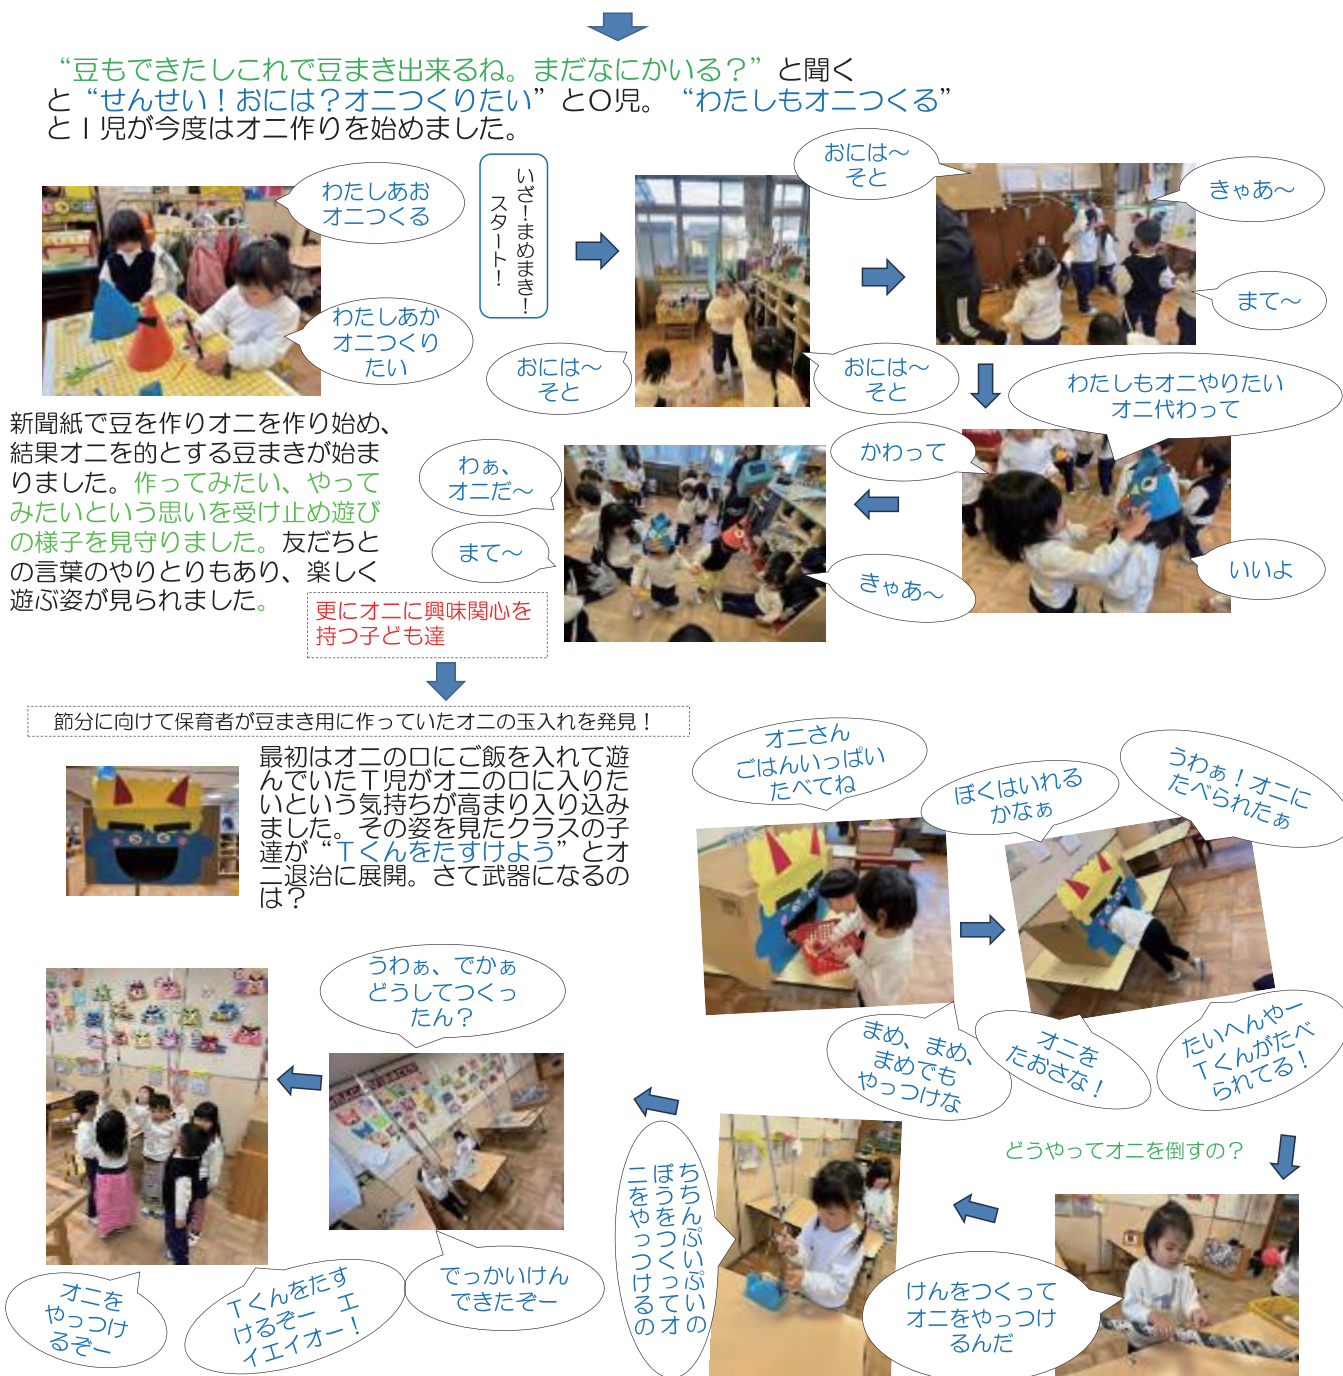 “豆もできたしこれで豆まき出来るね。まだなにかいる？”と聞く
と“せんせい！おには？オニつくりたい”とO児。“わたしもオニつくる”
とI児が今度はオニ作りを始めました。
わたしあお
オニつくる
わたしあか
オニつくり
たい
いざ！まめまき！
スタート！
おには～
そと
おには～
そと
おには～
そと
きゃあ～
まて～
わたしもオニやりたい
オニ代わって
かわって
いいよ
わぁ、
オニだ～
まて～
きゃあ～
新聞紙で豆を作りオニを作り始め、
結果オニを的とする豆まきが始ま
りました。作ってみたい、やって
みたいという思いを受け止め遊び
の様子を見守りました。友だちと
の言葉のやりとりもあり、楽しく
遊ぶ姿が見られました。
更にオニに興味関心を
持つ子ども達
節分に向けて保育者が豆まき用に作っていたオニの玉入れを発見！
最初はオニの口にご飯を入れて遊
んでいたT児がオニの口に入りた
いという気持ちが高まり入り込み
ました。その姿を見たクラスの子
達が“Tくんをたすけよう”とオ
ニ退治に展開。さて武器になるの
は？
オニさん
ごはんいっぱい
たべてね
ぼくはいれる
かなぁ
うわぁ！オニに
たべられたぁ
まめ、まめ、
まめでも
やっつけな
オニを
たおさな！
たいへんやー
Tくんがたべ
られてる！
どうやってオニを倒すの？
けんをつくって
オニをやっつけ
るんだ
ちちんぷいぷいの
ぼうをつくってオ
ニをやっつけるの
うわぁ、でかぁ
どうしてつくっ
たん？
でっかいけん
できたぞー
Tくんをたす
けるぞー　エ
イエイオー！
オニを
やっつけ
るぞー